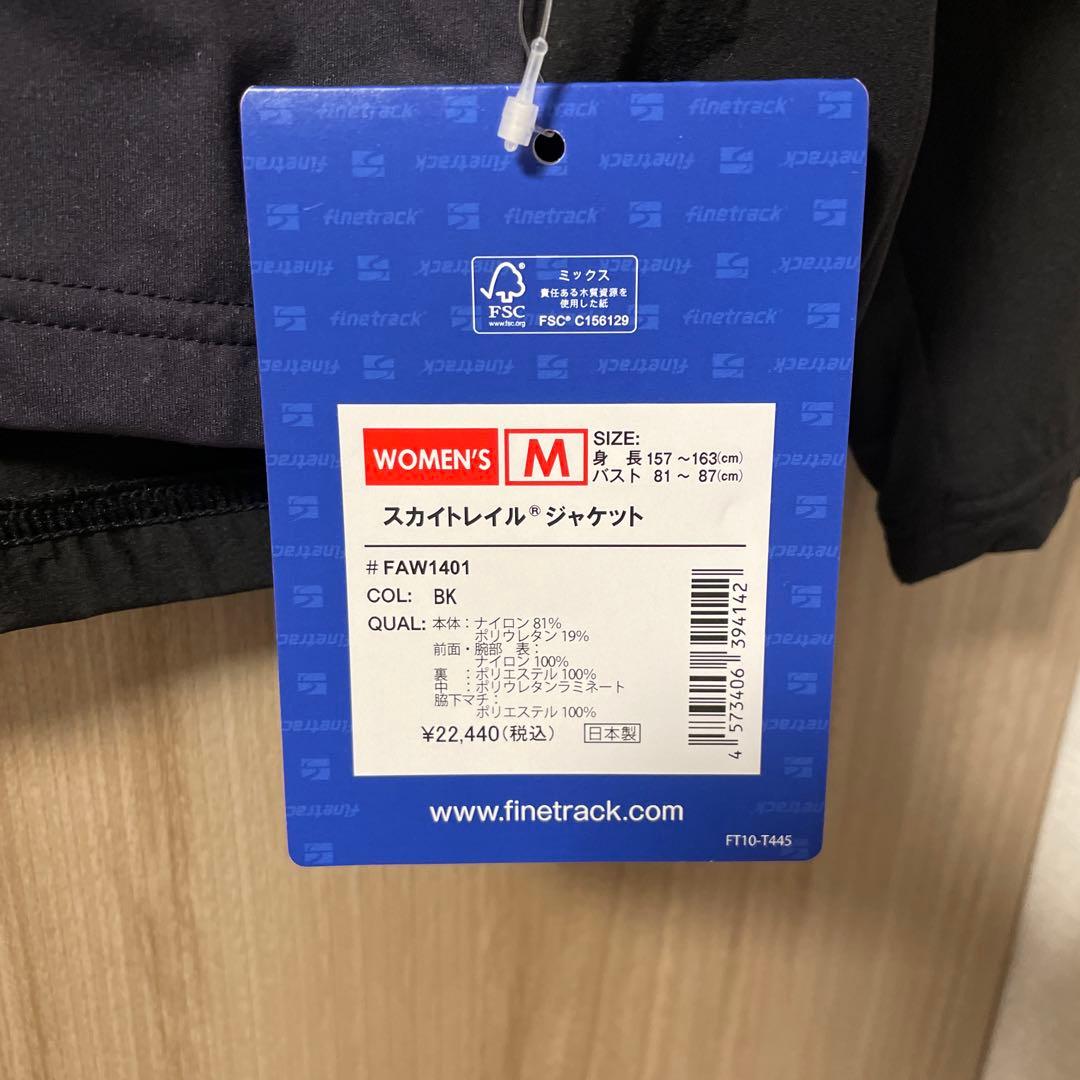 finetrack
finetrack
finetrack
finetrack
finetrack
finetrack
finetrack
ミックス
責任ある木質資源を
使用した紙
FSC
www.fsc.org
FSC® C156129
WOMEN'S
M
SIZE:
身 長 157 ～163(cm)
バスト 81 ～ 87(cm)
スカイトレイル®ジャケット
# FAW1401
COL: BK
QUAL: 本体：ナイロン 81%
ポリウレタン 19%
前面・腕部 表：
ナイロン 100%
裏 ：ポリエステル 100%
中 ：ポリウレタンラミネート
脇下マチ：
ポリエステル 100%
¥22,440(税込) 日本製
4 573406 394142
www.finetrack.com
FT10-T445